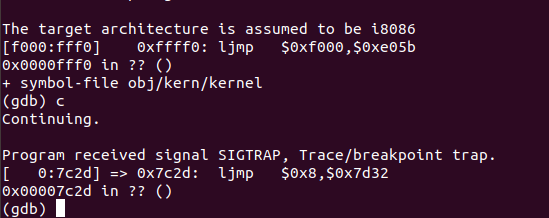 The target architecture is assumed to be i8086
[f000:fff0]    0xffff0: ljmp   $0xf000,$0xe05b
0x0000fff0 in ?? ()
+ symbol-file obj/kern/kernel
(gdb) c
Continuing.

Program received signal SIGTRAP, Trace/breakpoint trap.
[   0:7c2d] => 0x7c2d:  ljmp   $0x8,$0x7d32
0x00007c2d in ?? ()
(gdb)